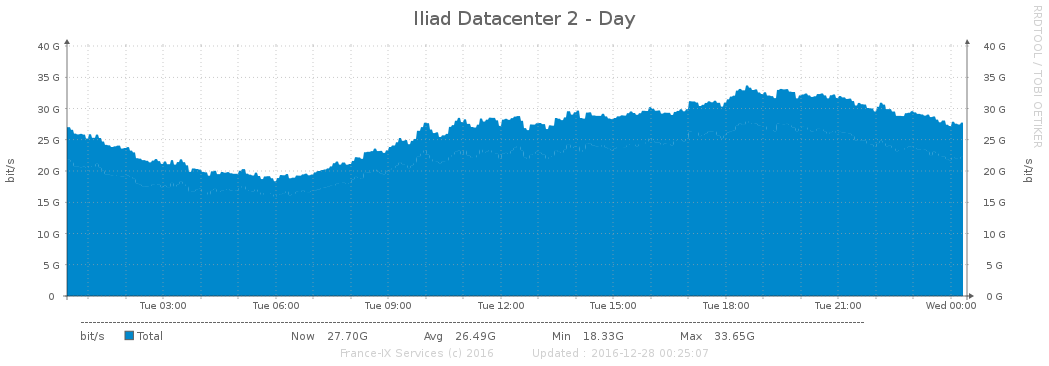 Iliad Datacenter 2 - Day
RRDTOOL / TOBI OETIKER
40 G 40 G
35 G 35 G
30 G 30 G
25 G 25 G
20 G 20 G
15 G 15 G
10 G 10 G
5 G 5 G
0 0 G
bit/s
bit/s
Tue 03:00 Tue 06:00 Tue 09:00 Tue 12:00 Tue 15:00 Tue 18:00 Tue 21:00 Wed 00:00
bit/s Total Now 27.70G Avg 26.49G Min 18.33G Max 33.65G
France-IX Services (c) 2016 Updated : 2016-12-28 00:25:07